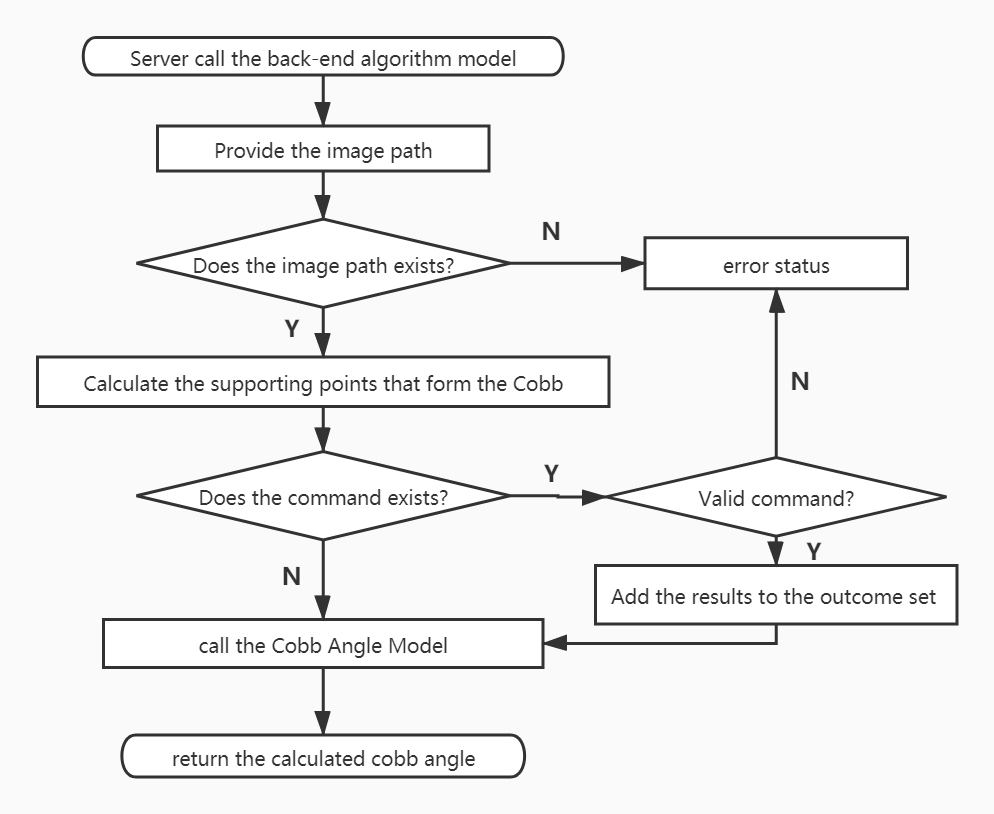 Server call the back-end algorithm model
Provide the image path
N
Does the image path exists?
error status
Y
Calculate the supporting points that form the Cobb
N
Y
Does the command exists?
Valid command?
Y
N
Add the results to the outcome set
call the Cobb Angle Model
return the calculated cobb angle